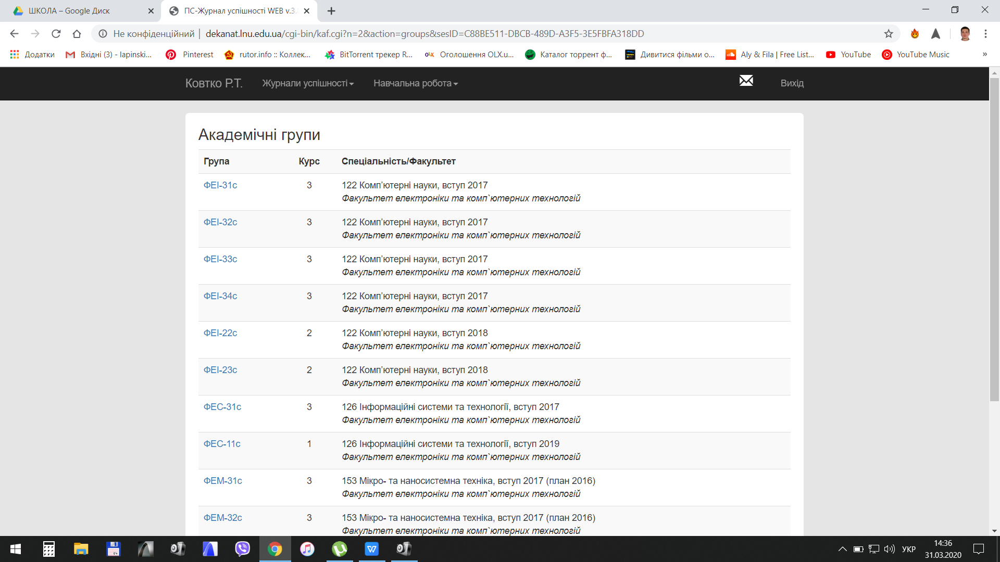 ШКОЛА – Google Диск
ПС-Журнал успішності WEB v.3.
Не конфіденційний
dekanat.lnu.edu.ua/cgi-bin/kaf.cgi?n=2&action=groups&sesID=C88BE511-DBCB-489D-A3F5-3E5FBFA318DD
Додатки
Вхідні (3) - lapinski...
Pinterest
rutor.info :: Коллек...
BitTorrent трекер R...
Оголошення OLX.u...
Каталог торрент ф...
Дивитися фільми о...
Aly & Fila | Free List...
YouTube
YouTube Music
»
Ковтко Р.Т.
Журнали успішності
Навчальна робота
Вихід
Академічні групи
Група Курс Спеціальність/Факультет
ФЕІ-31с 3 122 Комп'ютерні науки, вступ 2017
Факультет електроніки та комп`ютерних технологій
ФЕІ-32с 3 122 Комп'ютерні науки, вступ 2017
Факультет електроніки та комп`ютерних технологій
ФЕІ-33с 3 122 Комп'ютерні науки, вступ 2017
Факультет електроніки та комп`ютерних технологій
ФЕІ-34с 3 122 Комп'ютерні науки, вступ 2017
Факультет електроніки та комп`ютерних технологій
ФЕІ-22с 2 122 Комп'ютерні науки, вступ 2018
Факультет електроніки та комп`ютерних технологій
ФЕІ-23с 2 122 Комп'ютерні науки, вступ 2018
Факультет електроніки та комп`ютерних технологій
ФЕС-31с 3 126 Інформаційні системи та технології, вступ 2017
Факультет електроніки та комп`ютерних технологій
ФЕС-11с 1 126 Інформаційні системи та технології, вступ 2019
Факультет електроніки та комп`ютерних технологій
ФЕМ-31с 3 153 Мікро- та наносистемна техніка, вступ 2017 (план 2016)
Факультет електроніки та комп`ютерних технологій
ФЕМ-32с 3 153 Мікро- та наносистемна техніка, вступ 2017 (план 2016)
Факультет електроніки та комп`ютерних технологій
УКР
14:36
31.03.2020